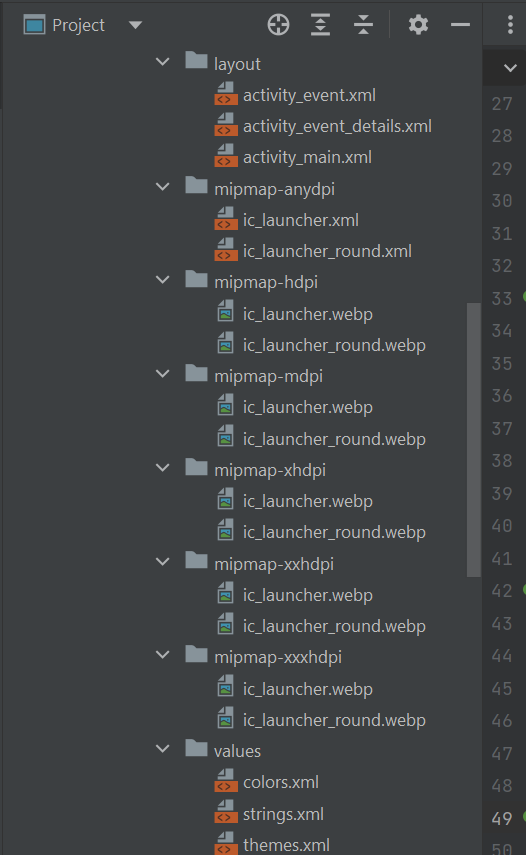 Project
layout
activity_event.xml
activity_event_details.xml
activity_main.xml
mipmap-anydpi
ic_launcher.xml
ic_launcher_round.xml
mipmap-hdpi
ic_launcher.webp
ic_launcher_round.webp
mipmap-mdpi
ic_launcher.webp
ic_launcher_round.webp
mipmap-xhdpi
ic_launcher.webp
ic_launcher_round.webp
mipmap-xxhdpi
ic_launcher.webp
ic_launcher_round.webp
mipmap-xxxhdpi
ic_launcher.webp
ic_launcher_round.webp
values
colors.xml
strings.xml
themes.xml
27
28
29
30
31
32
33
34
35
36
37
38
39
40
41
42
43
44
45
46
47
48
49
50